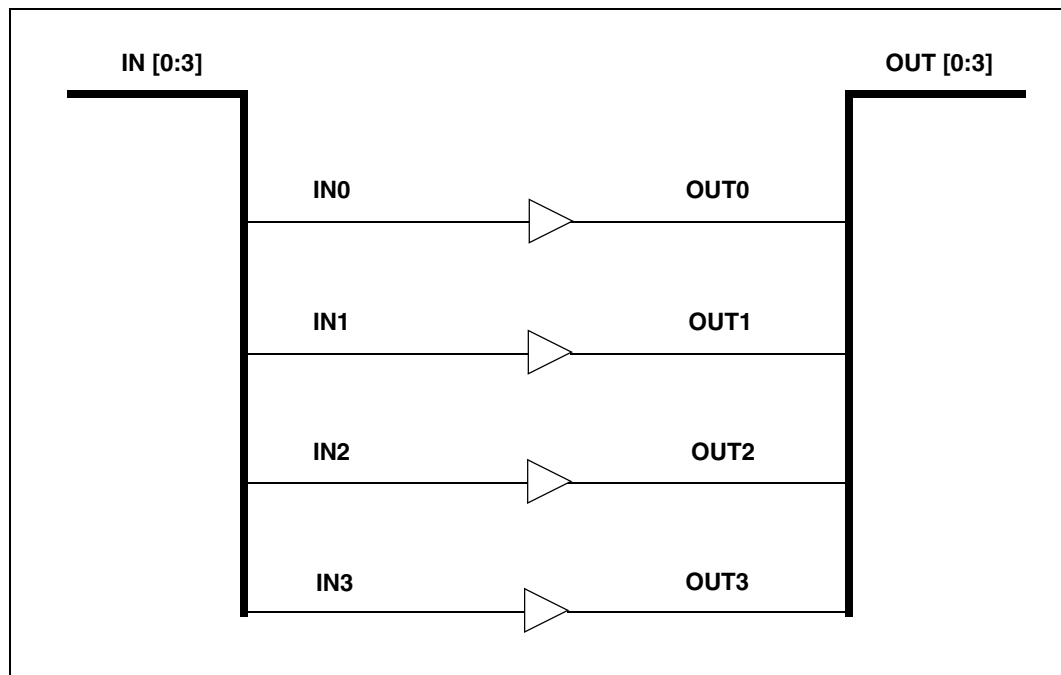 IN [0:3]
OUT [0:3]
IN0
OUT0
IN1
OUT1
IN2
OUT2
IN3
OUT3